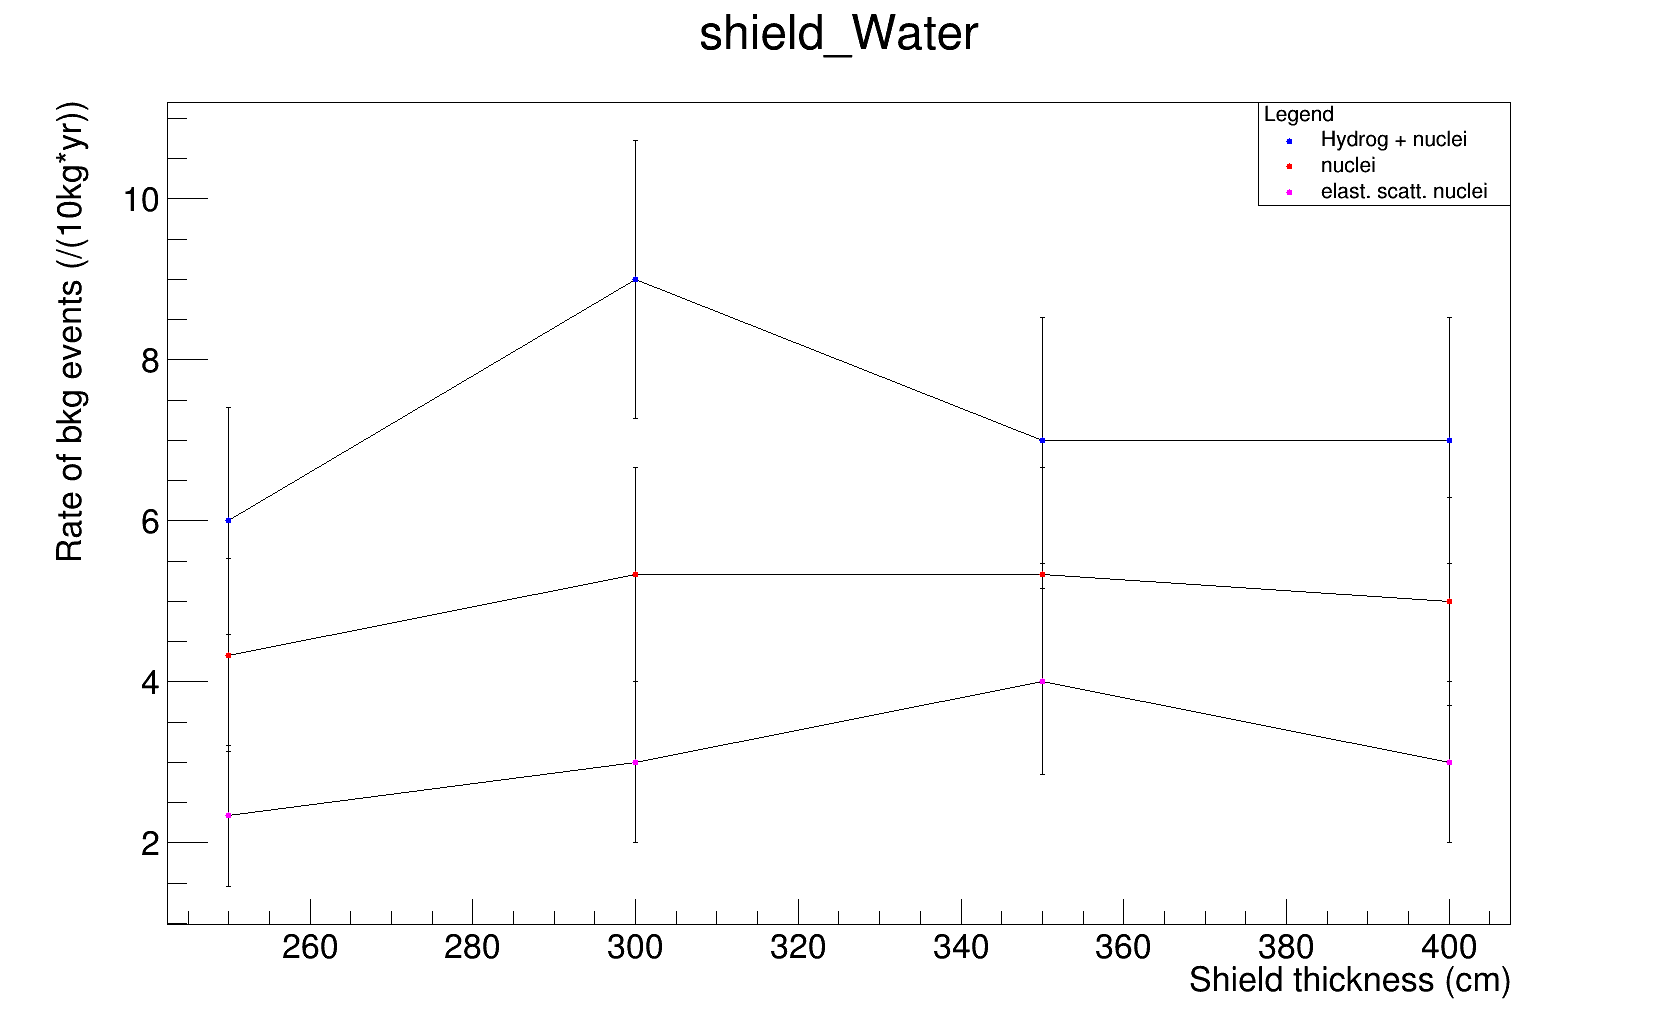 shield_Water
Rate of bkg events (/(10kg*yr))
Legend
Hydrog + nuclei
nuclei
elast. scatt. nuclei
10
8
6
4
2
260 280 300 320 340 360 380 400
Shield thickness (cm)